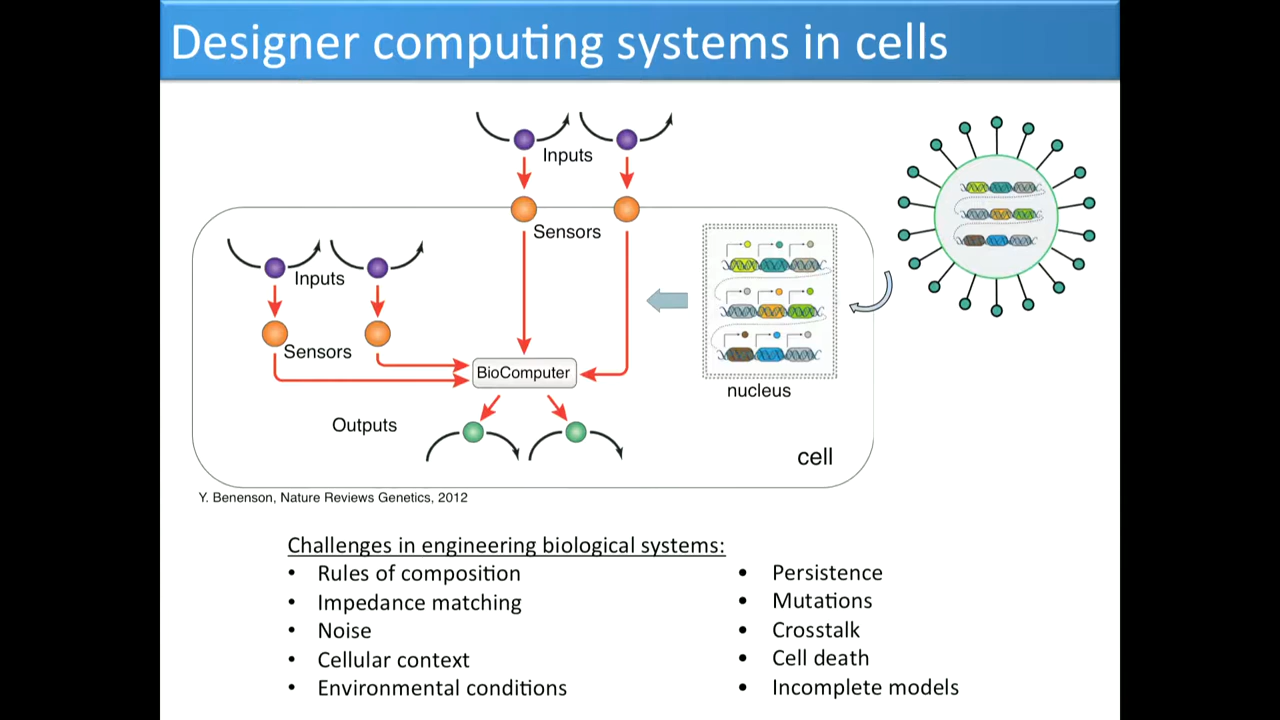 Designer computing systems in cells
Inputs
Sensors
Inputs
Sensors
BioComputer
Outputs
nucleus
cell
Y. Benenson, Nature Reviews Genetics, 2012
Challenges in engineering biological systems:
• Rules of composition
• Impedance matching
• Noise
• Cellular context
• Environmental conditions
• Persistence
• Mutations
• Crosstalk
• Cell death
• Incomplete models